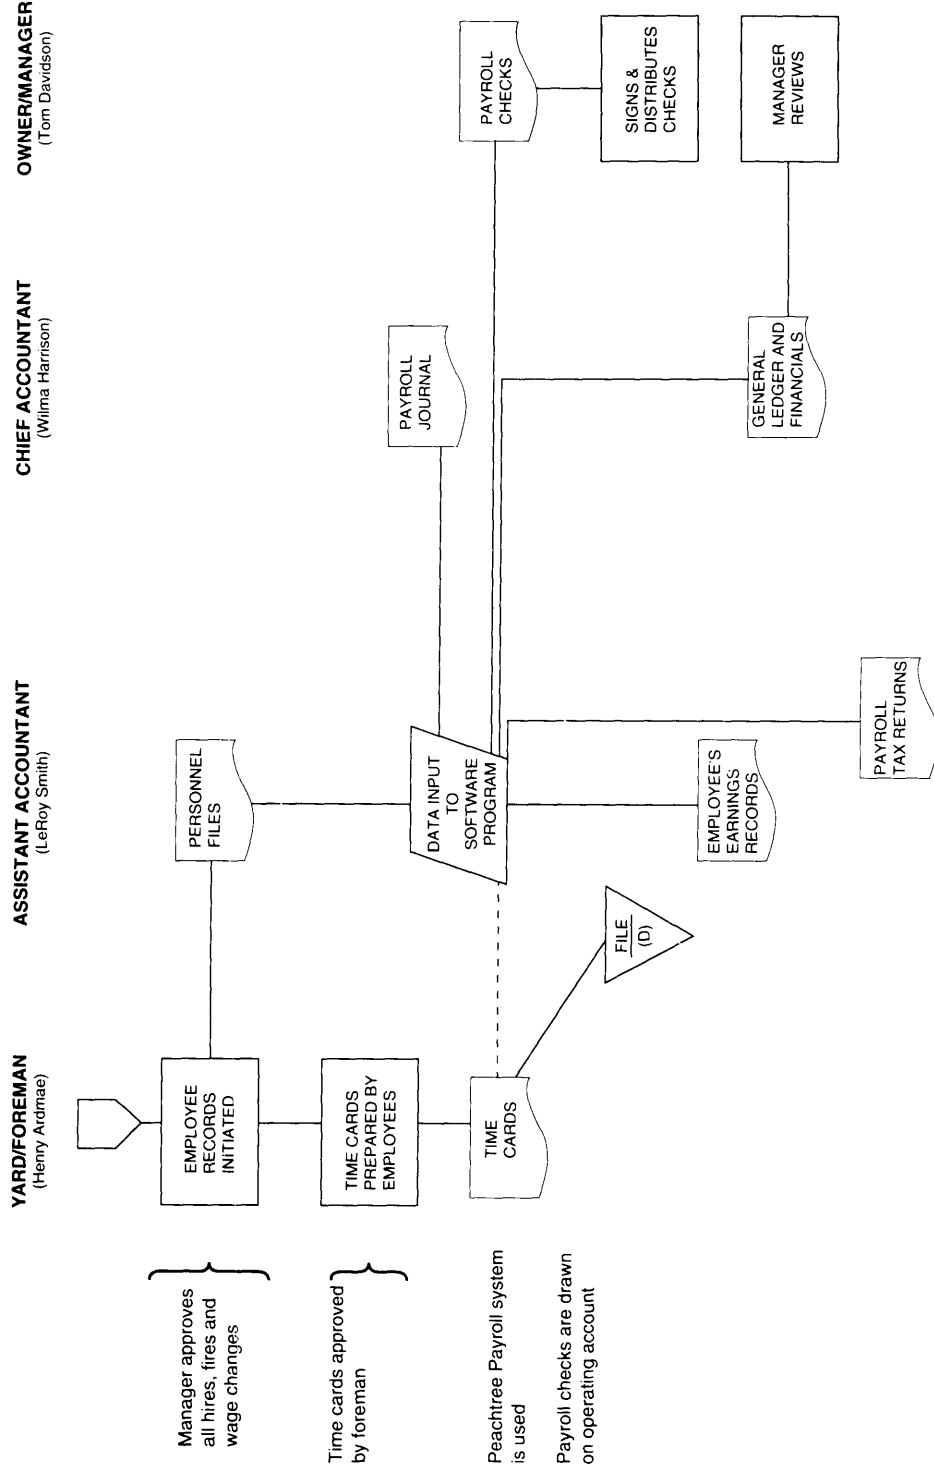 YARD/FOREMAN
(Henry Ardmae)
ASSISTANT ACCOUNTANT
(LeRoy Smith)
CHIEF ACCOUNTANT
(Wilma Harrison)
OWNER/MANAGER
(Tom Davidson)
Manager approves
all hires, fires and
wage changes
EMPLOYEE
RECORDS
INITIATED
PERSONNEL
FILES
Time cards approved
by foreman
TIME CARDS
PREPARED BY
EMPLOYEES
PAYROLL
JOURNAL
Peachtree Payroll system
is used
Payroll checks are drawn
on operating account
TIME
CARDS
DATA INPUT
TO
SOFTWARE
PROGRAM
PAYROLL
CHECKS
FILE
(D)
SIGNS &
DISTRIBUTES
CHECKS
EMPLOYEE'S
EARNINGS
RECORDS
GENERAL
LEDGER AND
FINANCIALS
MANAGER
REVIEWS
PAYROLL
TAX RETURNS